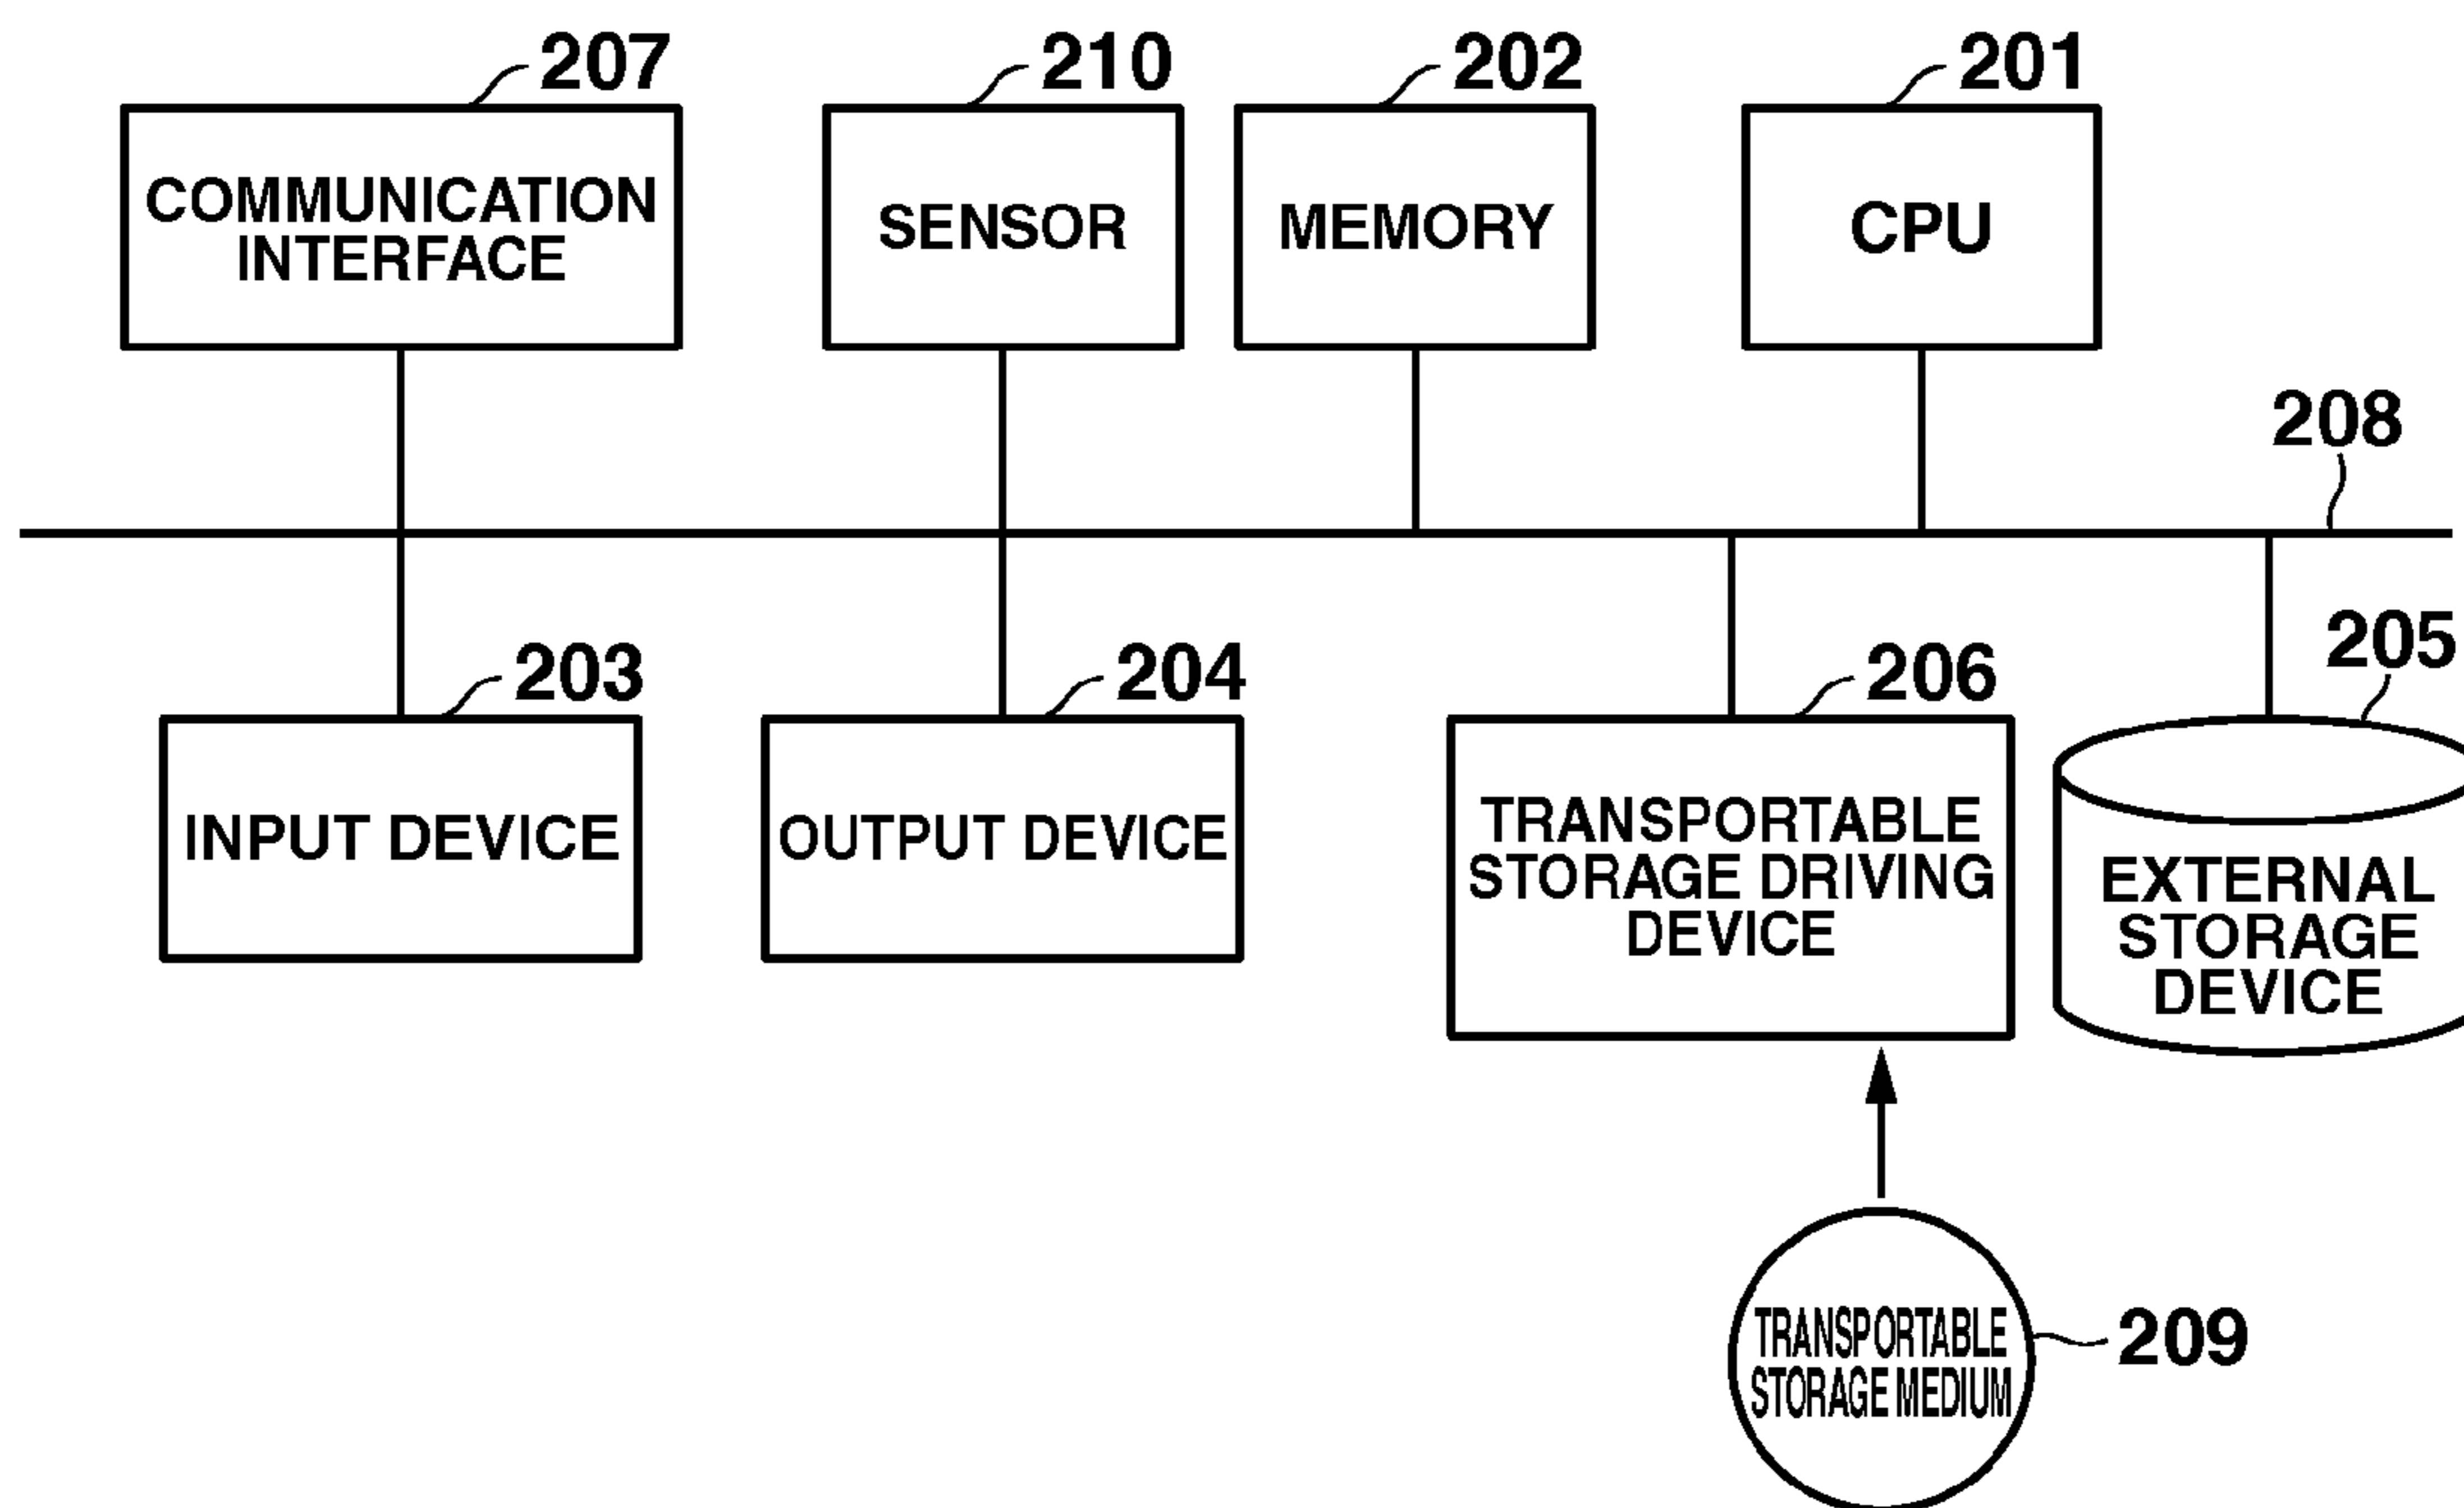 207
210
202
201
COMMUNICATION
INTERFACE
SENSOR
MEMORY
CPU
208
205
203
204
206
INPUT DEVICE
OUTPUT DEVICE
TRANSPORTABLE
STORAGE DRIVING
DEVICE
EXTERNAL
STORAGE
DEVICE
TRANSPORTABLE
STORAGE MEDIUM
209